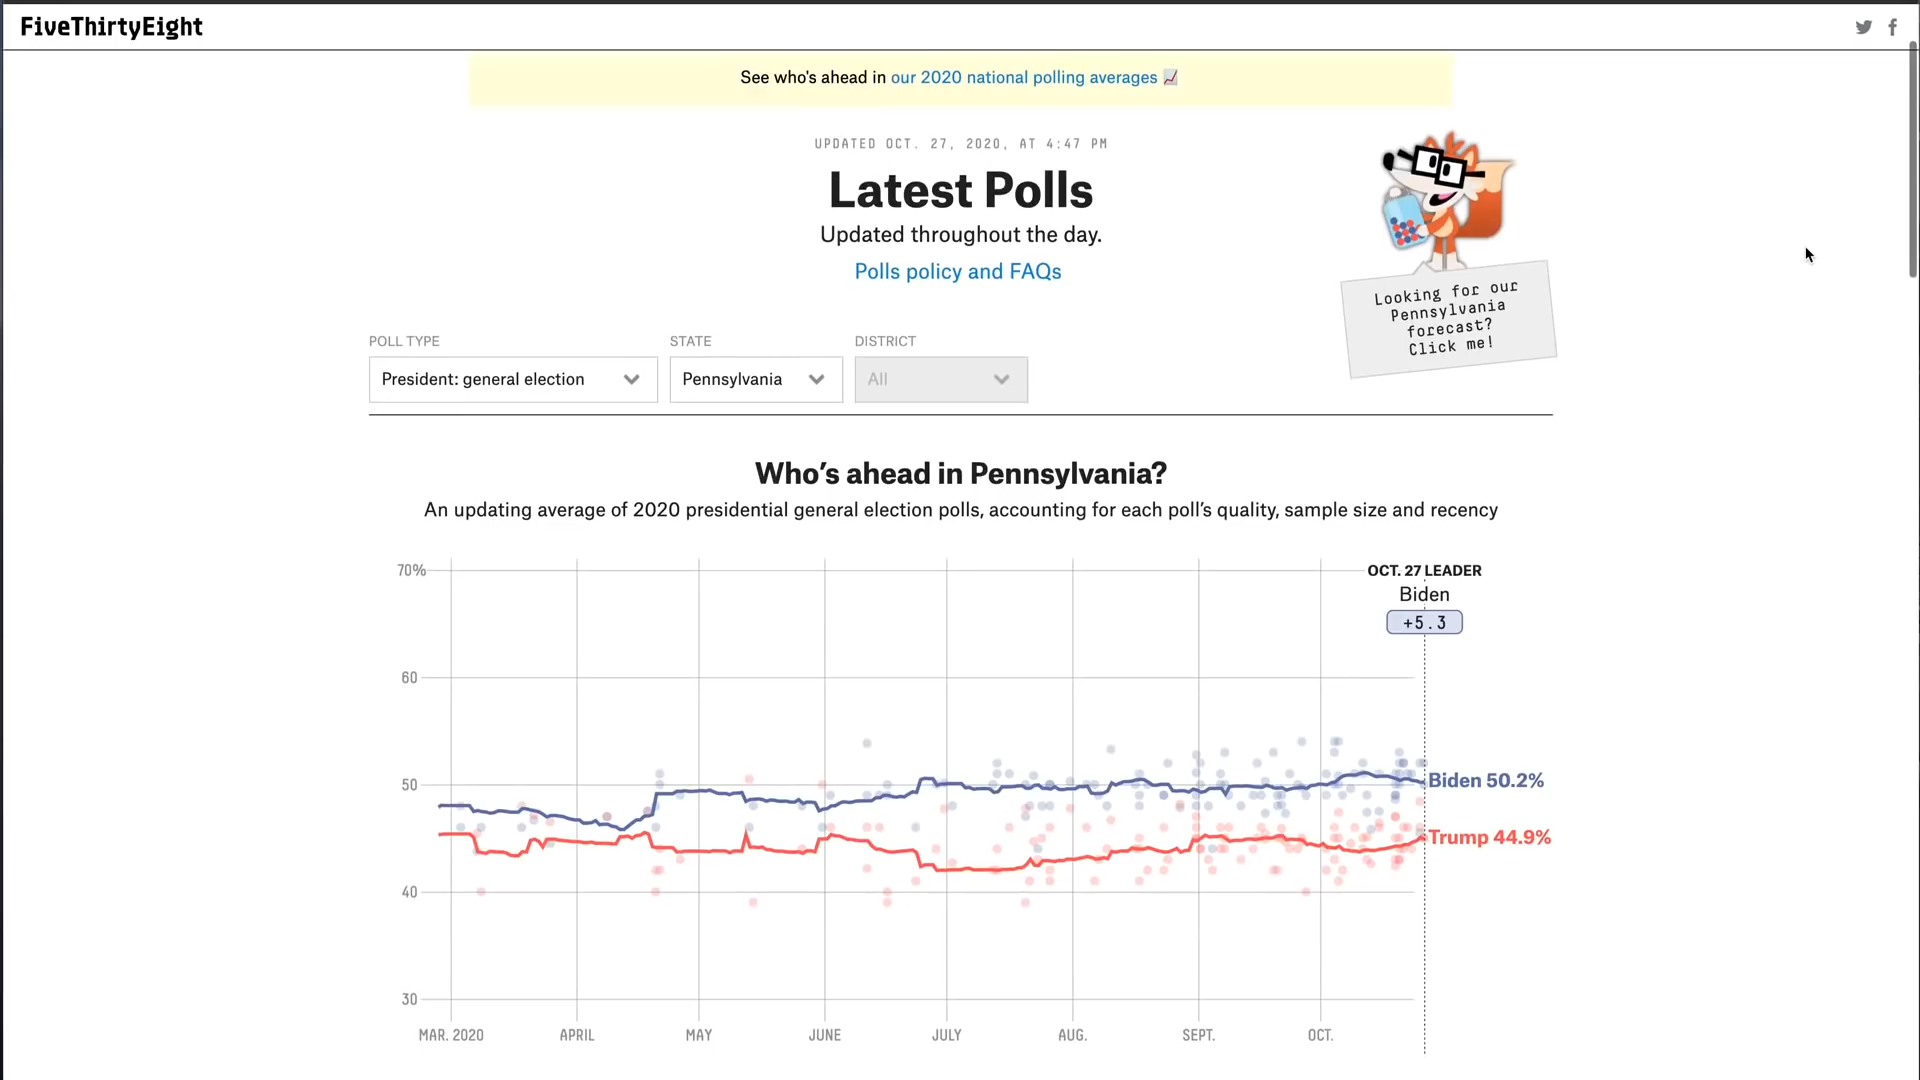 FiveThirtyEight
See who's ahead in our 2020 national polling averages
UPDATED OCT. 27, 2020, AT 4:47 PM
Latest Polls
Updated throughout the day.
Polls policy and FAQs
Looking for our
Pennsylvania
forecast?
Click me!
POLL TYPE
STATE
DISTRICT
President: general election
Pennsylvania
All
Who's ahead in Pennsylvania?
An updating average of 2020 presidential general election polls, accounting for each poll's quality, sample size and recency
70%
OCT. 27 LEADER
Biden
+5.3
60
50
Biden 50.2%
Trump 44.9%
40
30
MAR. 2020
APRIL
MAY
JUNE
JULY
AUG.
SEPT.
OCT.